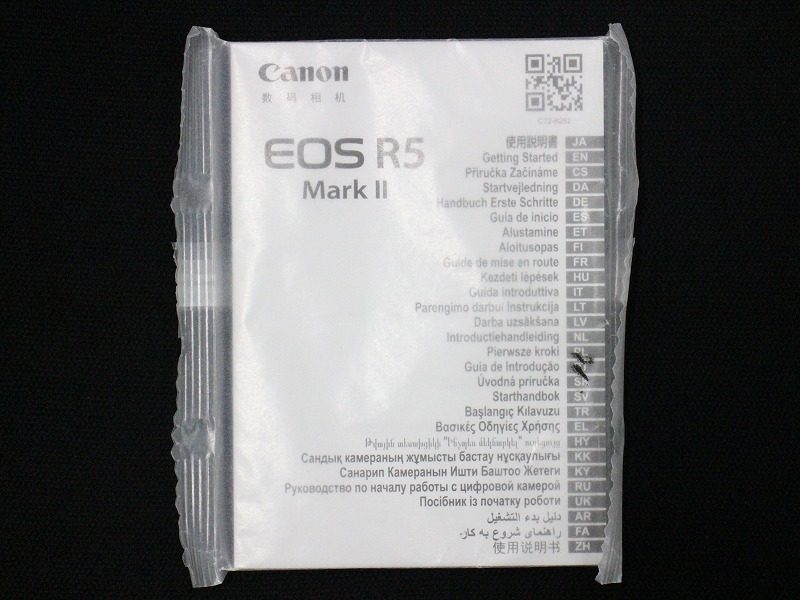 Canon
数码相机
EOS R5
Mark II
使用説明書 JA
Getting Started EN
Příručka Začínáme CS
Startvejledning DA
Handbuch Erste Schritte DE
Guía de inicio ES
Alustamine ET
Aloitusopas FI
Guide de mise en route FR
Kezdeti lépések HU
Guida introduttiva IT
Parengimo darbui instrukcija LT
Darba uzsākšana LV
Introductiehandleiding NL
Pierwsze kroki PL
Guia de Introdução
Úvodná príručka SK
Starthandbok SV
Başlangıç Kılavuzu TR
Βασικές Οδηγίες Χρήσης EL
HY
Сандық камераның жұмысты бастау нұсқаулығы KK
Санарип Камеранын Ишти Баштоо Жетеги KY
Руководство по началу работы с цифровой камерой RU
Посібник із початку роботи UK
دليل بدء التشغيل AR
راهنمای شروع به کار. FA
使用说明书 ZH